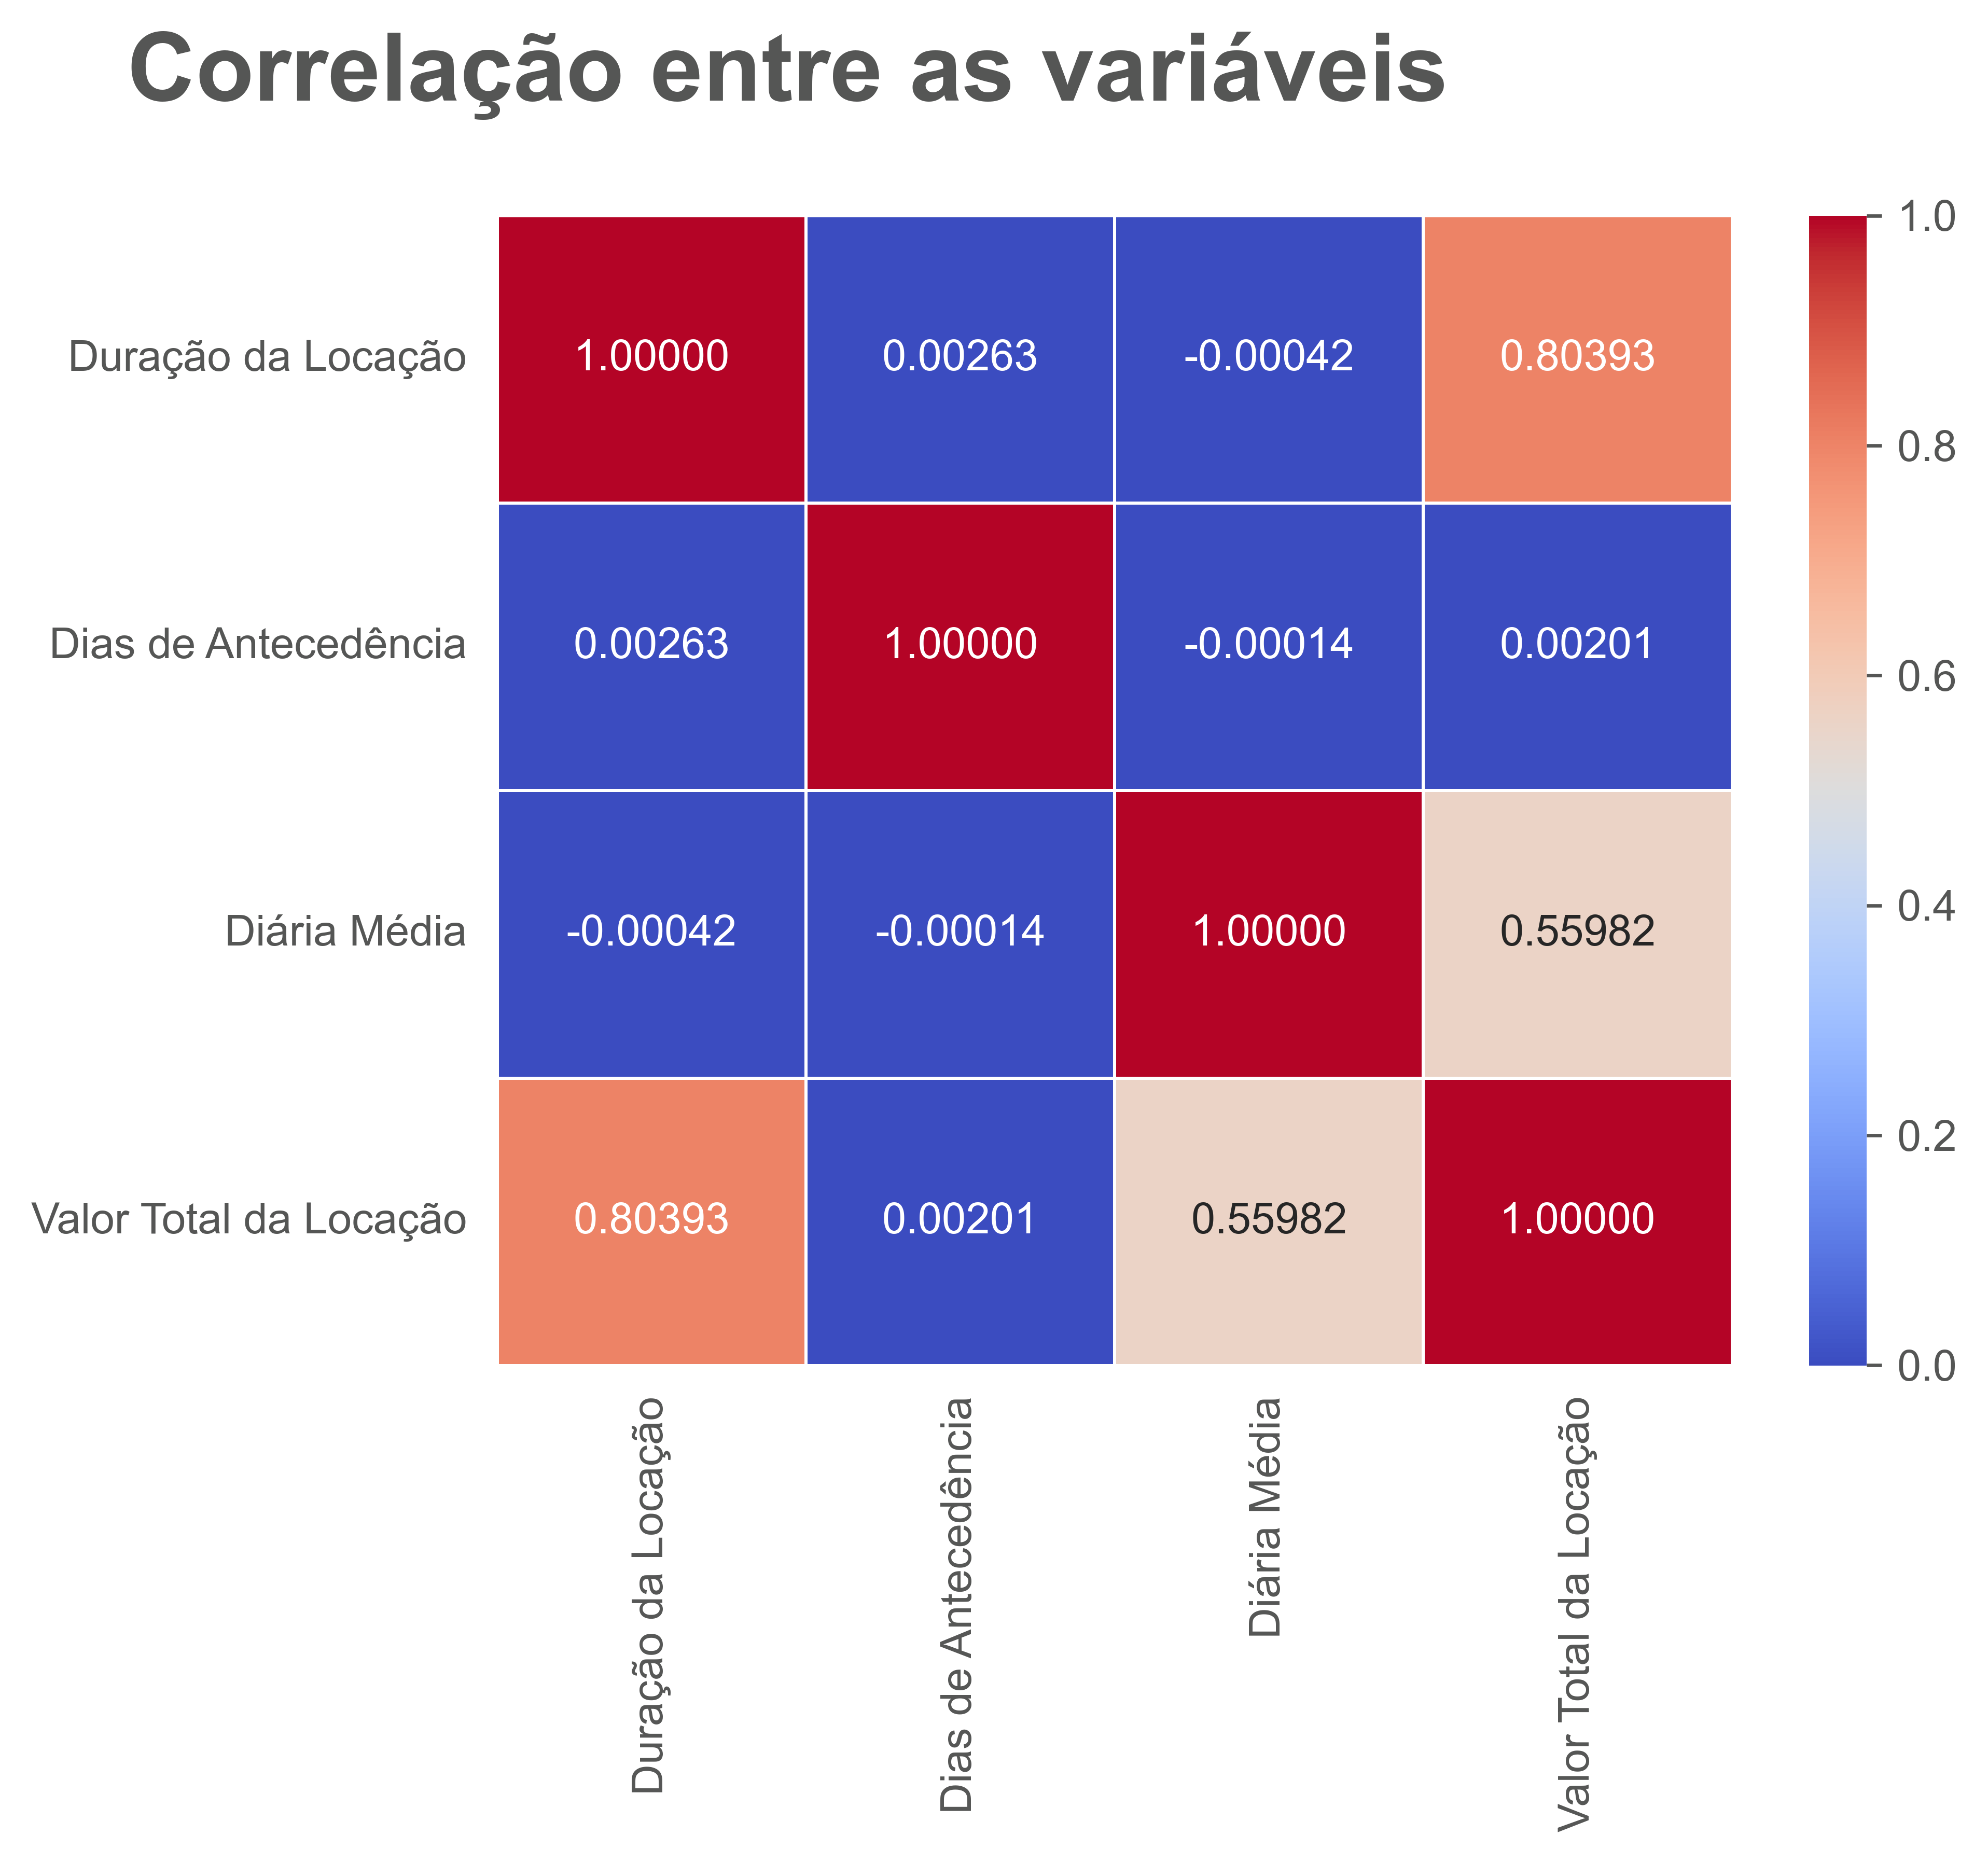 Correlação entre as variáveis
1.0
0.8
0.6
0.4
0.2
0.0
Duração da Locação 1.00000 0.00263 -0.00042 0.80393
Dias de Antecedência 0.00263 1.00000 -0.00014 0.00201
Diária Média -0.00042 -0.00014 1.00000 0.55982
Valor Total da Locação 0.80393 0.00201 0.55982 1.00000
Duração da Locação
Dias de Antecedência
Diária Média
Valor Total da Locação